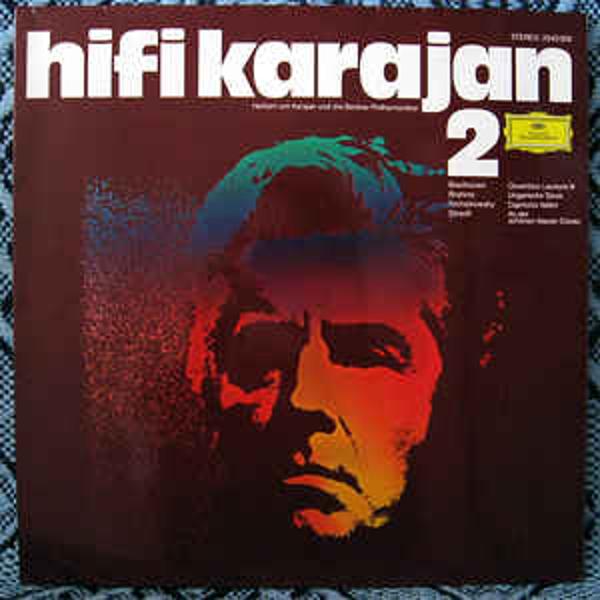 STEREO
hifi karajan
Herbert von Karajan und die Berliner Philharmoniker
2
Beethoven
Brahms
Tschaikowsky
Strauß
Ouvertüre Leonore III
Ungarische Tänze
Capriccio Italien
An der
schönen blauen Donau